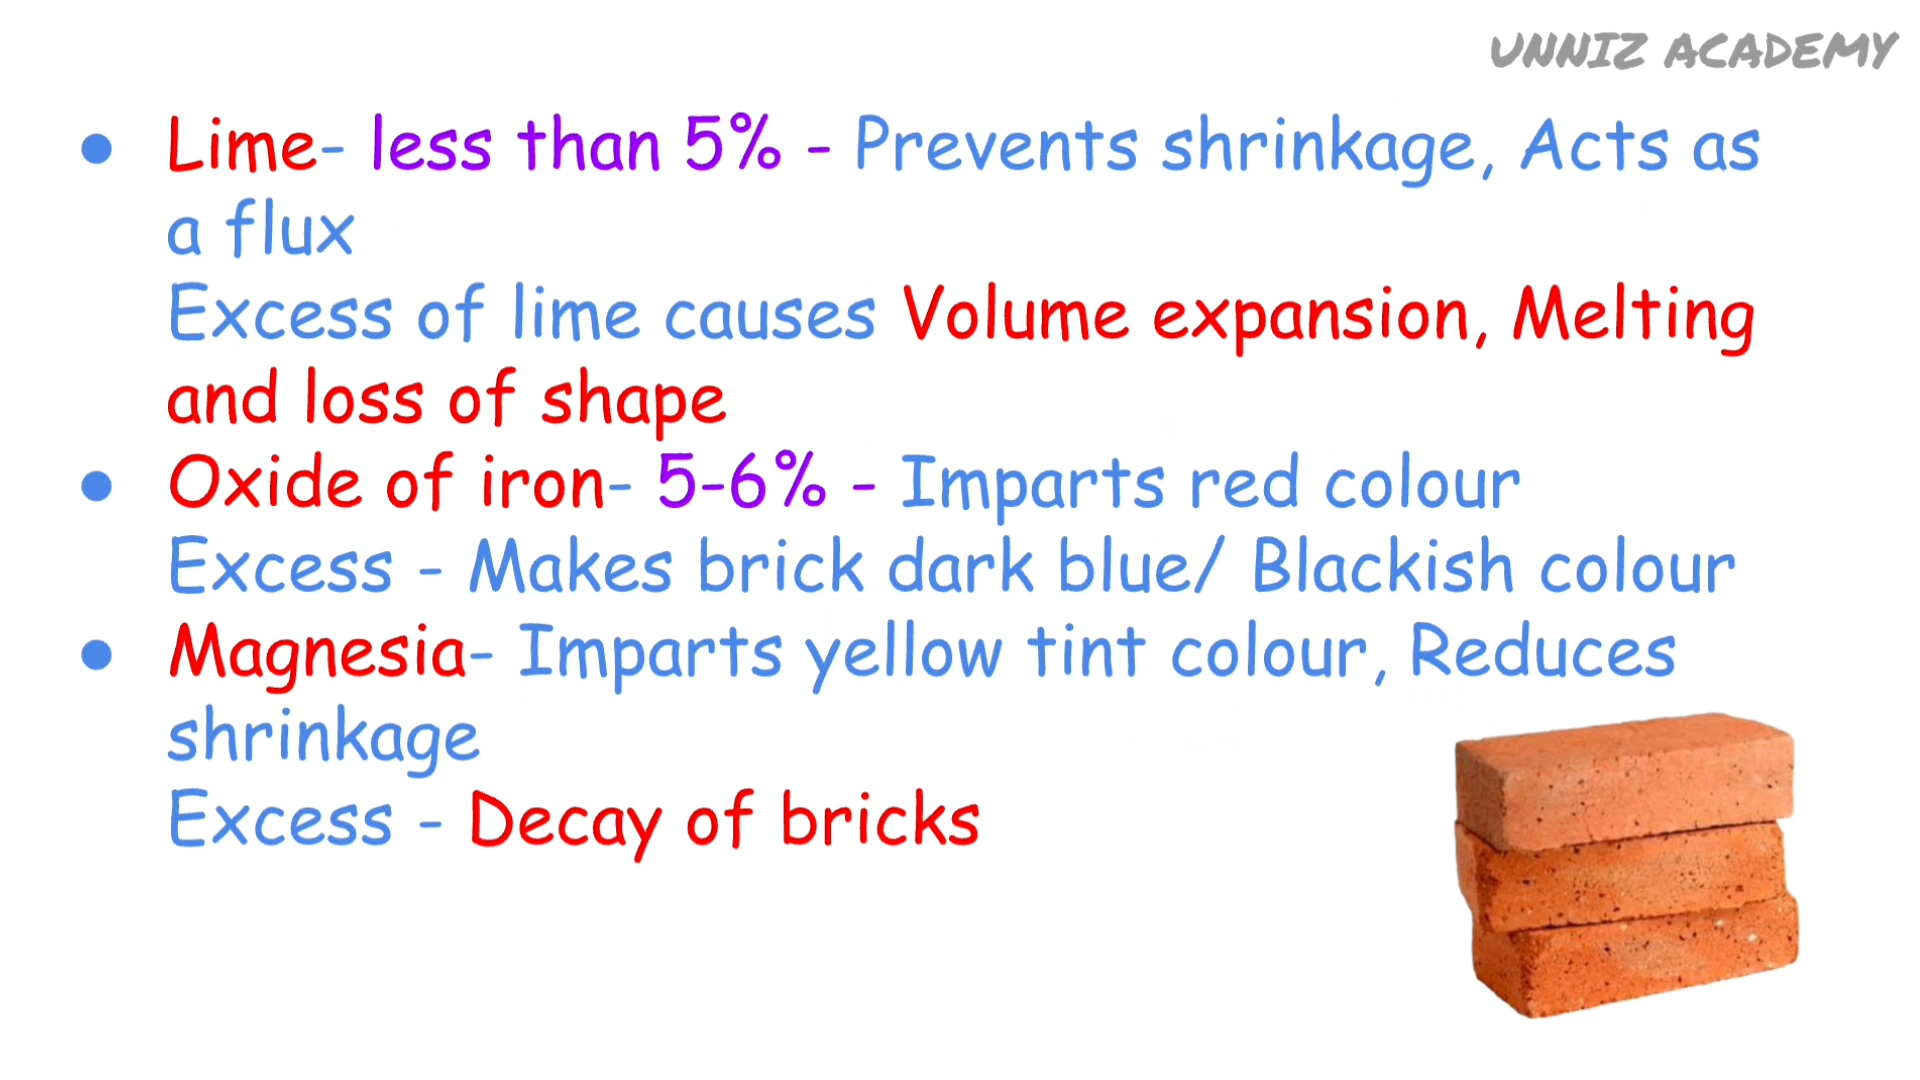 UNNIZ ACADEMY
● Lime- less than 5% - Prevents shrinkage, Acts as
a flux
Excess of lime causes Volume expansion, Melting
and loss of shape
● Oxide of iron- 5-6% - Imparts red colour
Excess - Makes brick dark blue/ Blackish colour
● Magnesia- Imparts yellow tint colour, Reduces
shrinkage
Excess - Decay of bricks